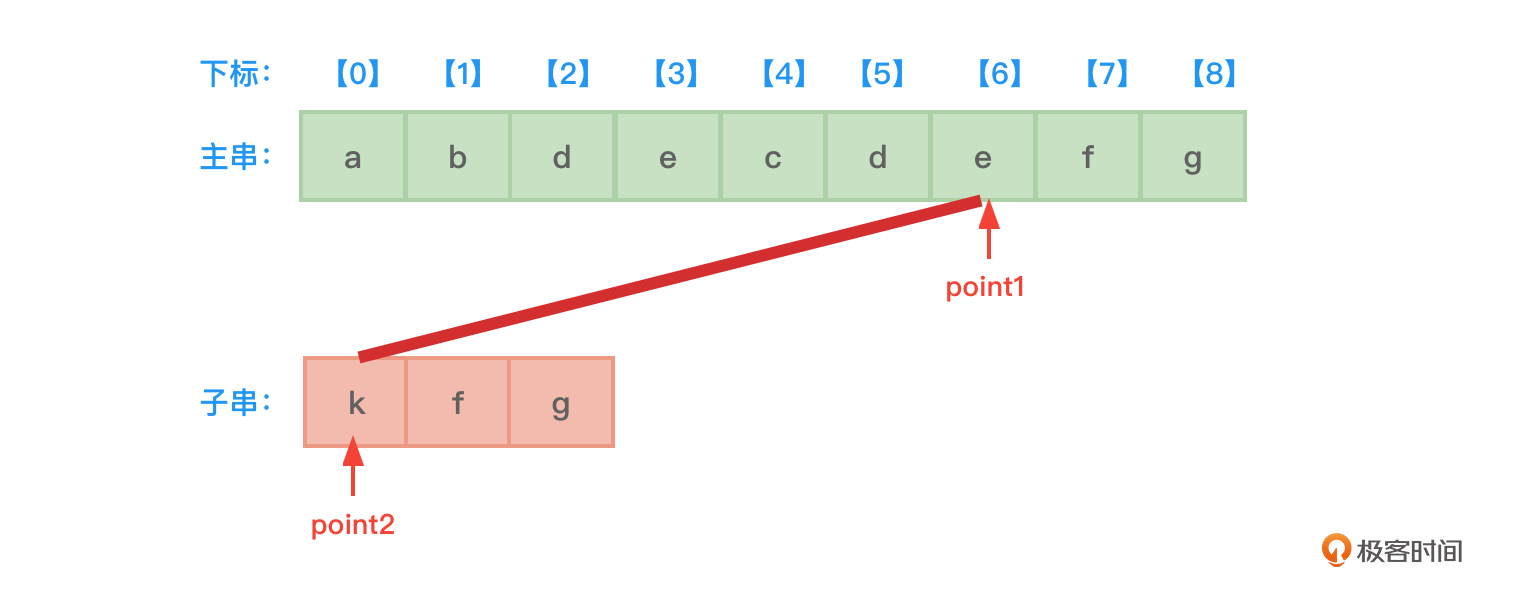 下标： 【0】 【1】 【2】 【3】 【4】 【5】 【6】 【7】 【8】
主串： a b d e c d e f g
point1
子串： k f g
point2
极客时间